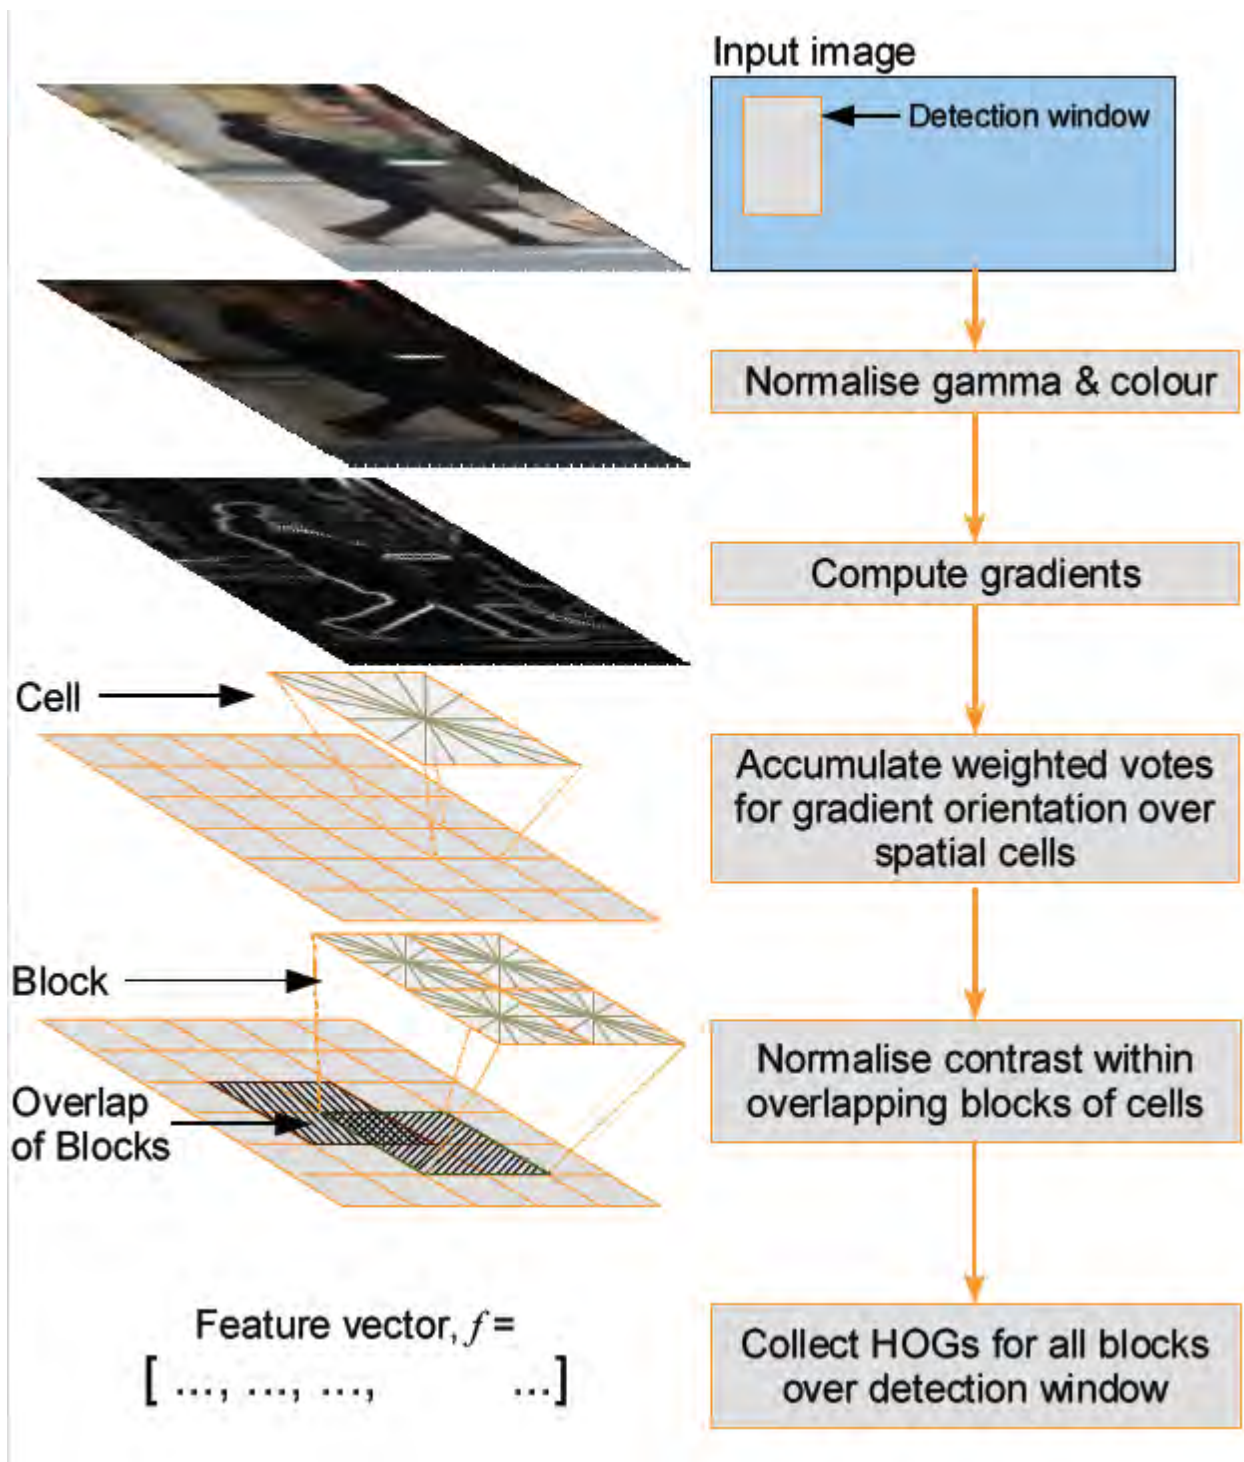 Input image
Detection window
Normalise gamma & colour
Compute gradients
Cell
Accumulate weighted votes
for gradient orientation over
spatial cells
Block
Normalise contrast within
overlapping blocks of cells
Overlap
of Blocks
Feature vector, f =
[ ..., ..., ..., ...]
Collect HOGs for all blocks
over detection window